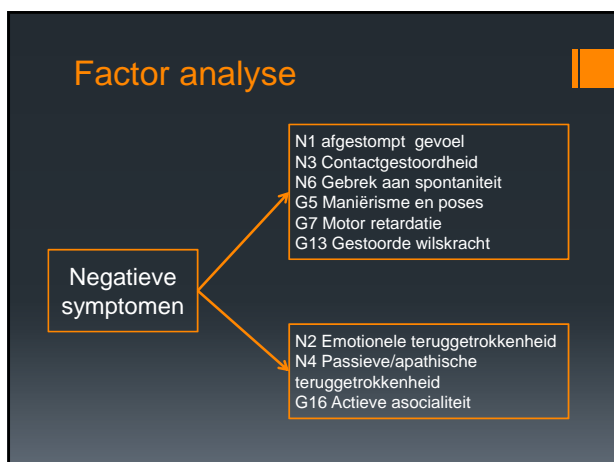 Factor analyse
N1 afgestompt gevoel
N3 Contactgestoordheid
N6 Gebrek aan spontaniteit
G5 Maniërisme en poses
G7 Motor retardatie
G13 Gestoorde wilskracht
Negatieve
symptomen
N2 Emotionele teruggetrokkenheid
N4 Passieve/apathische
teruggetrokkenheid
G16 Actieve asocialiteit